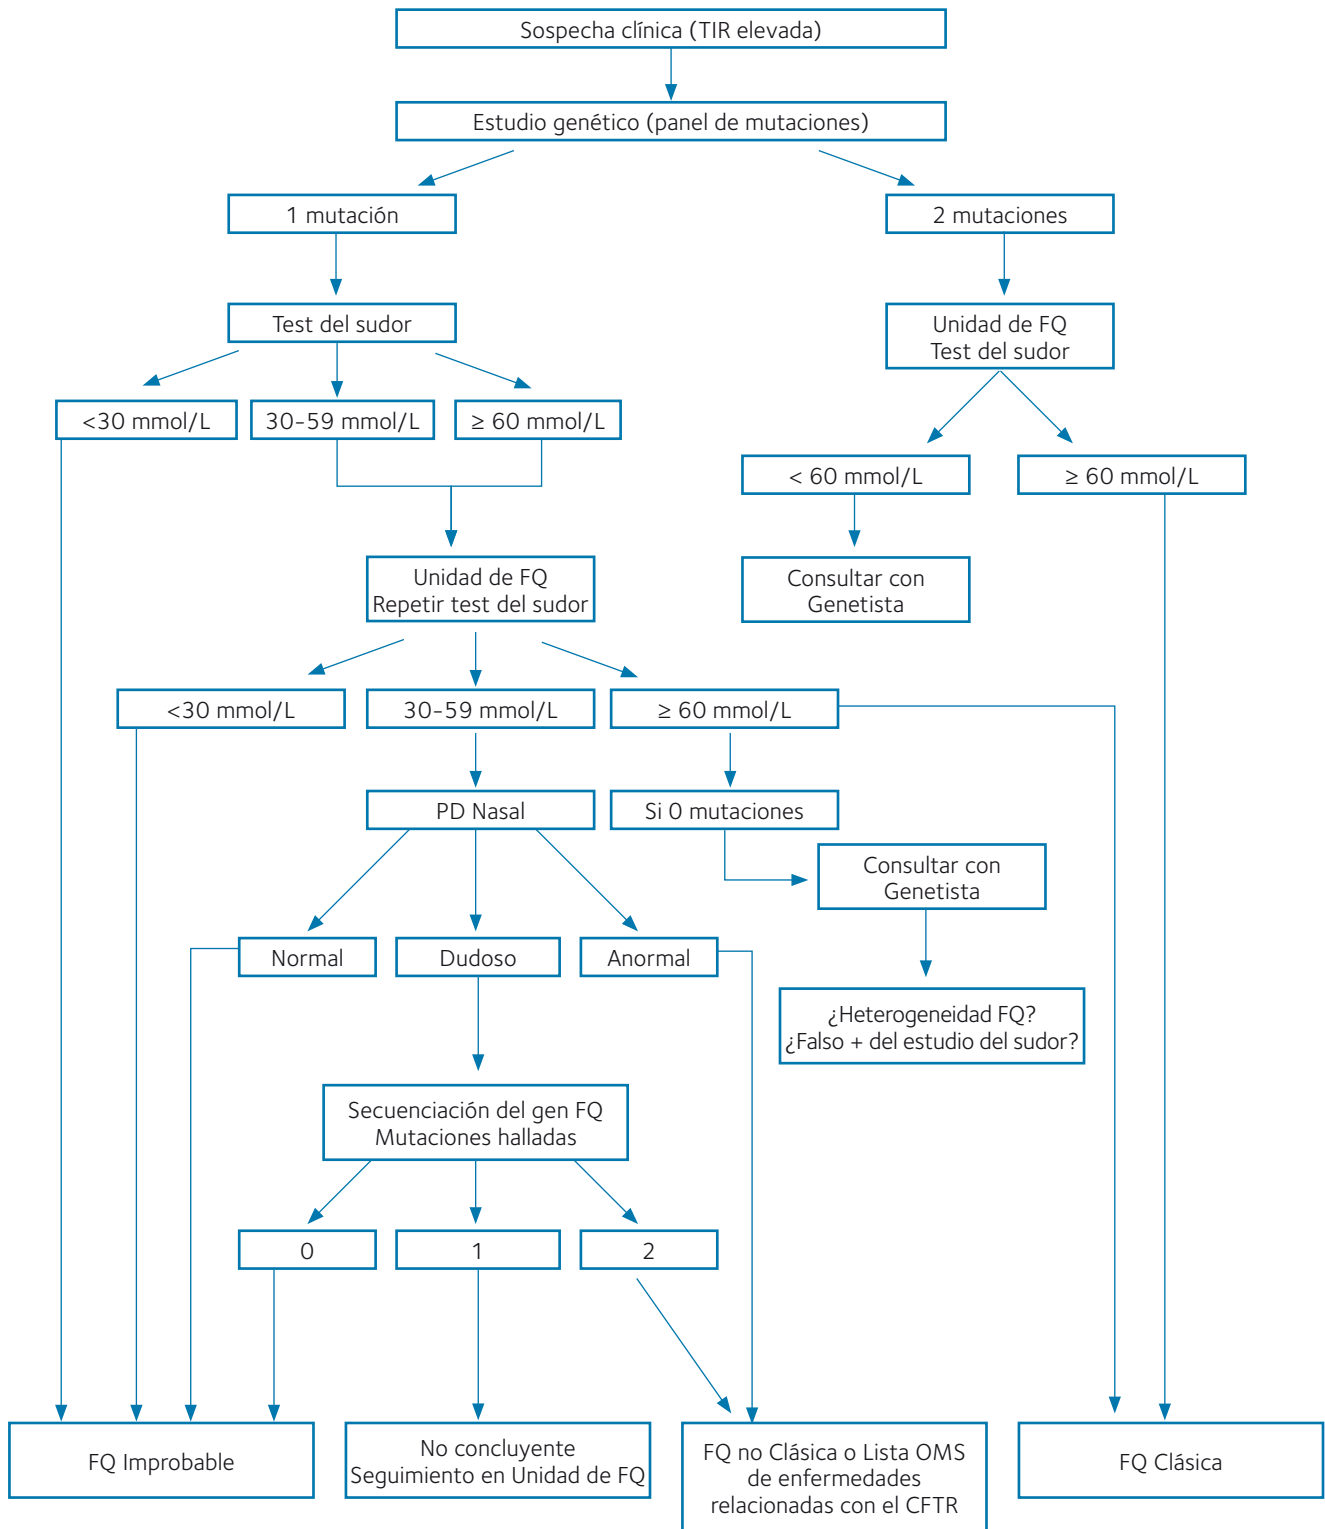 Sospecha clínica (TIR elevada)
Estudio genético (panel de mutaciones)
1 mutación
2 mutaciones
Test del sudor
Unidad de FQ
Test del sudor
<30 mmol/L
30-59 mmol/L
≥ 60 mmol/L
< 60 mmol/L
≥ 60 mmol/L
Unidad de FQ
Repetir test del sudor
Consultar con
Genetista
<30 mmol/L
30-59 mmol/L
≥ 60 mmol/L
PD Nasal
Si 0 mutaciones
Consultar con
Genetista
Normal
Dudoso
Anormal
¿Heterogeneidad FQ?
¿Falso + del estudio del sudor?
Secuenciación del gen FQ
Mutaciones halladas
0
1
2
FQ Improbable
No concluyente
Seguimiento en Unidad de FQ
FQ no Clásica o Lista OMS
de enfermedades
relacionadas con el CFTR
FQ Clásica